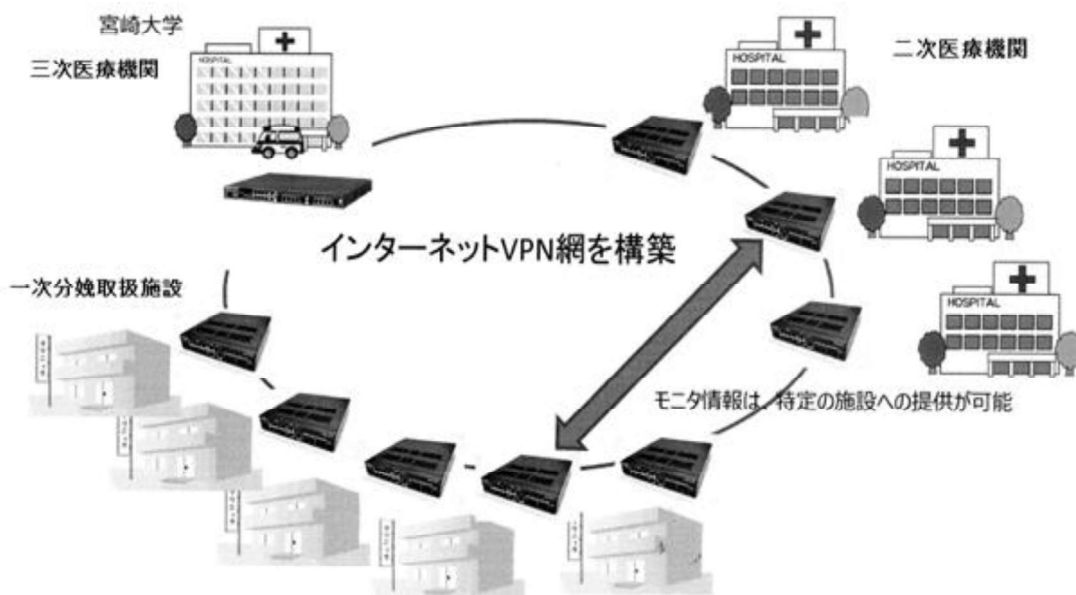 宮崎大学
三次医療機関
HOSPITAL
HOSPITAL
二次医療機関
HOSPITAL
インターネットVPN網を構築
一次分娩取扱施設
HOSPITAL
モニタ情報は、特定の施設への提供が可能